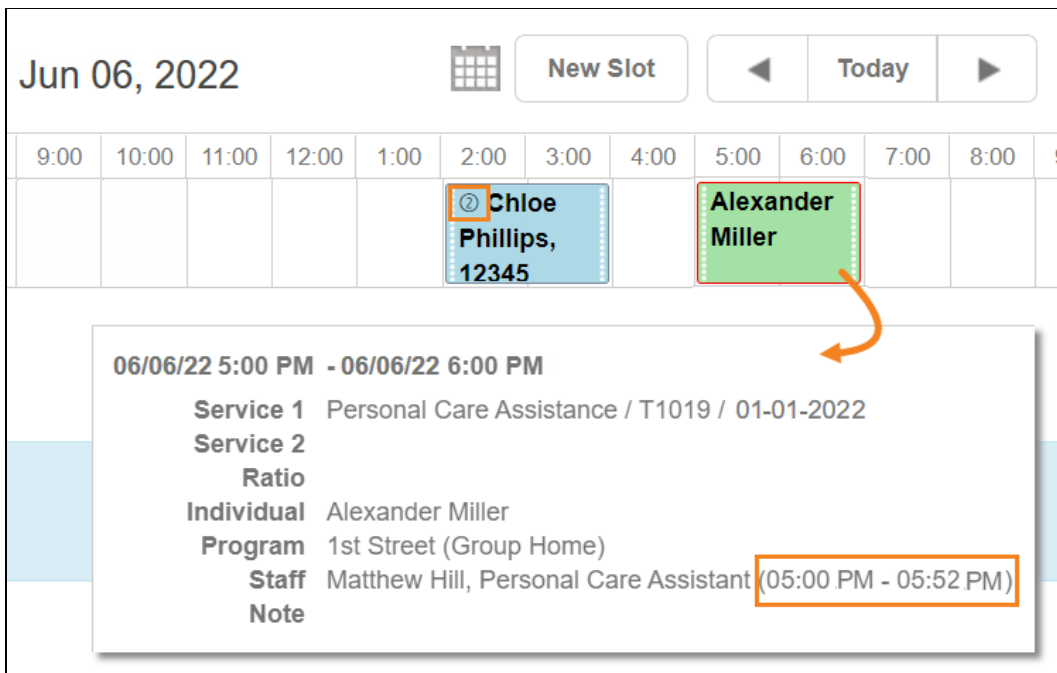 Jun 06, 2022 New Slot Today
9:00 10:00 11:00 12:00 1:00 2:00 3:00 4:00 5:00 6:00 7:00 8:00
② Chloe
Phillips,
12345
Alexander
Miller
06/06/22 5:00 PM - 06/06/22 6:00 PM
Service 1 Personal Care Assistance / T1019 / 01-01-2022
Service 2
Ratio
Individual Alexander Miller
Program 1st Street (Group Home)
Staff Matthew Hill, Personal Care Assistant (05:00 PM - 05:52 PM)
Note